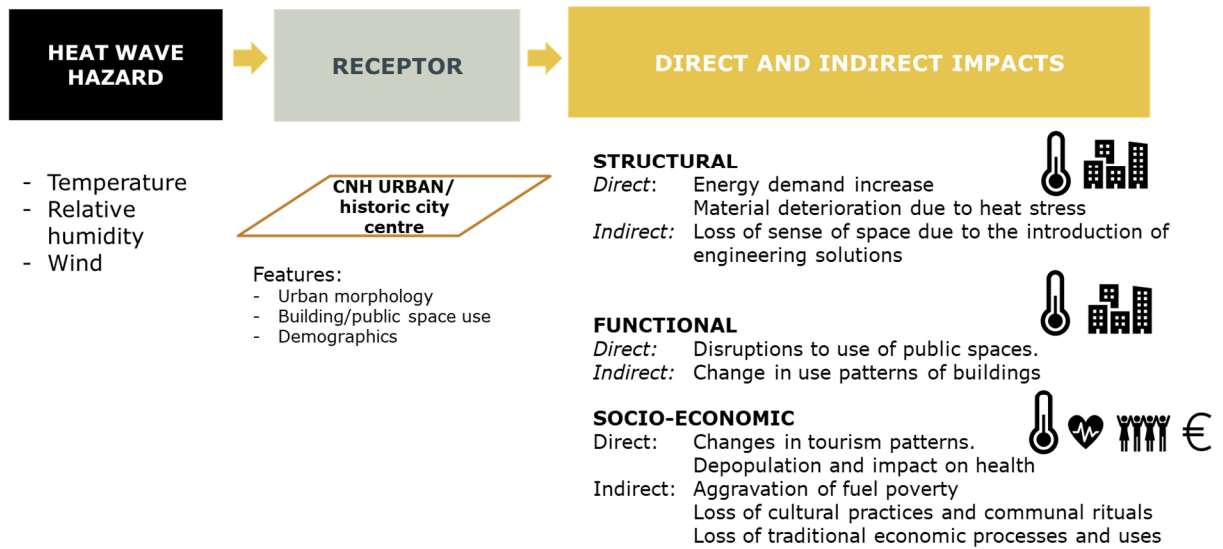 HEAT WAVE
HAZARD
RECEPTOR
DIRECT AND INDIRECT IMPACTS
- Temperature
- Relative
humidity
- Wind
CNH URBAN/
historic city
centre
Features:
- Urban morphology
- Building/public space use
- Demographics
STRUCTURAL
Direct: Energy demand increase
Material deterioration due to heat stress
Indirect: Loss of sense of space due to the introduction of
engineering solutions
FUNCTIONAL
Direct: Disruptions to use of public spaces.
Indirect: Change in use patterns of buildings
SOCIO-ECONOMIC
Direct: Changes in tourism patterns.
Depopulation and impact on health
Indirect: Aggravation of fuel poverty
Loss of cultural practices and communal rituals
Loss of traditional economic processes and uses
€